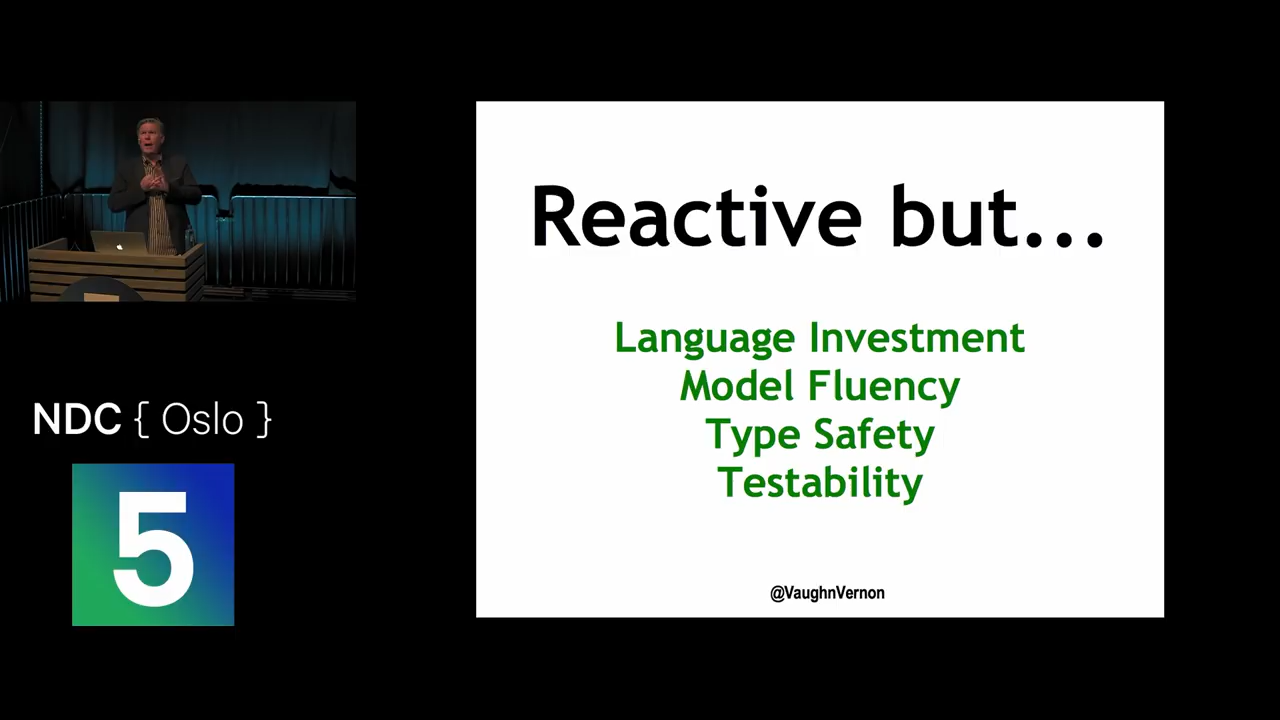 Reactive but...
Language Investment
Model Fluency
Type Safety
Testability
@VaughnVernon
NDC { Oslo }
5